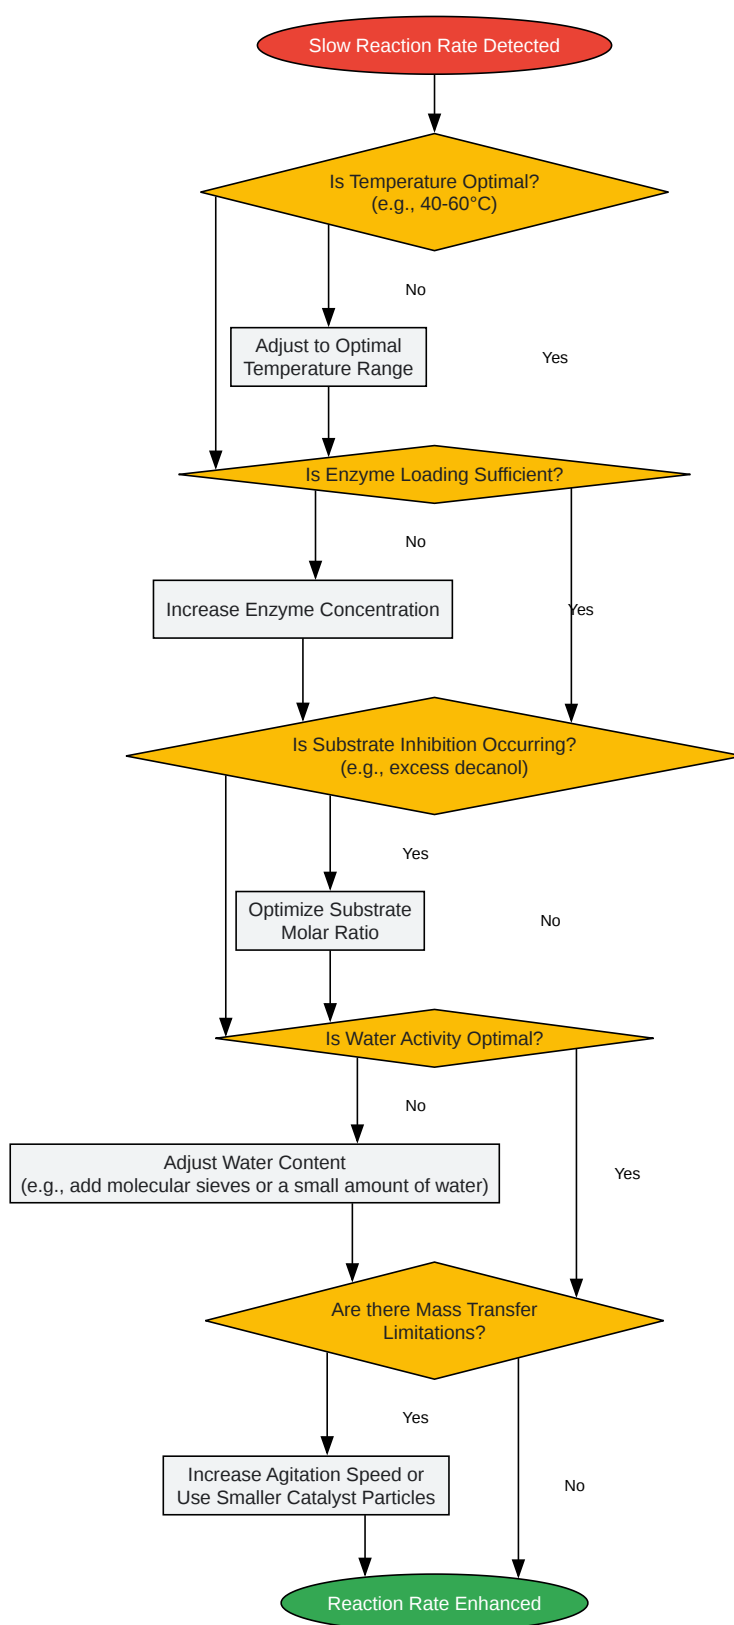 Slow Reaction Rate Detected
Is Temperature Optimal?
(e.g., 40-60°C)
No
Adjust to Optimal
Temperature Range
Yes
Is Enzyme Loading Sufficient?
No
Increase Enzyme Concentration
Yes
Is Substrate Inhibition Occurring?
(e.g., excess decanol)
Yes
Optimize Substrate
Molar Ratio
No
Is Water Activity Optimal?
No
Adjust Water Content
(e.g., add molecular sieves or a small amount of water)
Yes
Are there Mass Transfer
Limitations?
Yes
Increase Agitation Speed or
Use Smaller Catalyst Particles
No
Reaction Rate Enhanced